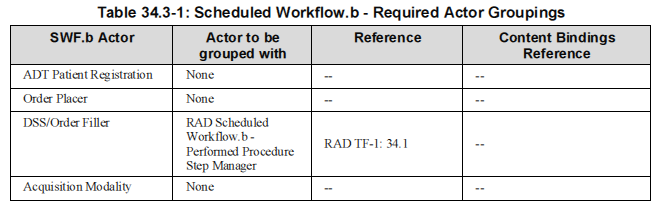 Table 34.3-1: Scheduled Workflow.b - Required Actor Groupings
SWF.b Actor
Actor to be
grouped with
Reference
Content Bindings
Reference
ADT Patient Registration
None
--
--
Order Placer
None
--
--
DSS/Order Filler
RAD Scheduled
Workflow.b -
Performed Procedure
Step Manager
RAD TF-1: 34.1
--
Acquisition Modality
None
--
--